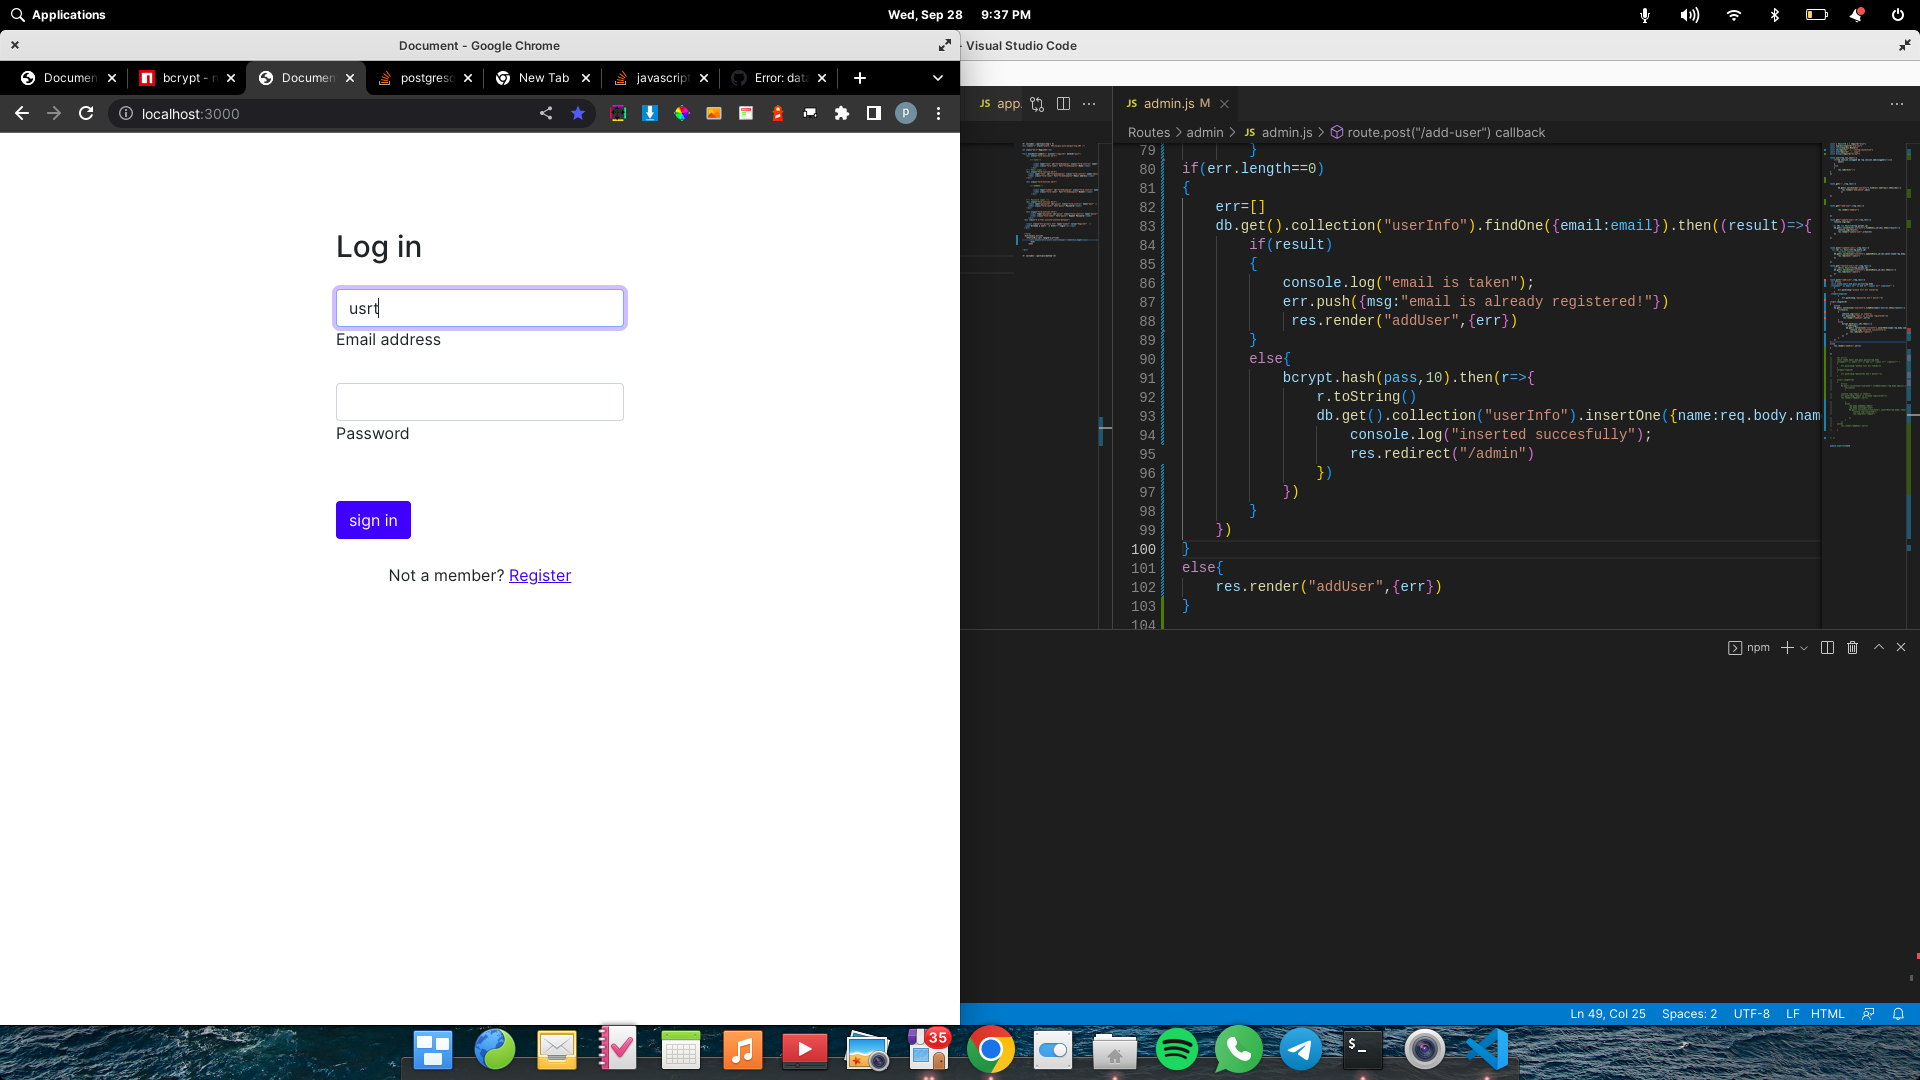 Applications
Wed, Sep 28 9:37 PM
Document - Google Chrome
- Visual Studio Code
Documen
bcrypt - n
Documen
postgresq
New Tab
javascript
Error: data
localhost:3000
p
Log in
usrt
Email address
Password
sign in
Not a member? Register
JS app.
JS admin.js M
Routes > admin > JS admin.js > route.post("/add-user") callback
79 }
80 if(err.length==0)
81 {
82 err=[]
83 db.get().collection("userInfo").findOne({email:email}).then((result)=>{
84 if(result)
85 {
86 console.log("email is taken");
87 err.push({msg:"email is already registered!"})
88 res.render("addUser",{err})
89 }
90 else{
91 bcrypt.hash(pass,10).then(r=>{
92 r.toString()
93 db.get().collection("userInfo").insertOne({name:req.body.nam
94 console.log("inserted succesfully");
95 res.redirect("/admin")
96 })
97 })
98 }
99 })
100 }
101 else{
102 res.render("addUser",{err})
103 }
104
npm
Ln 49, Col 25 Spaces: 2 UTF-8 LF HTML
35
$ _